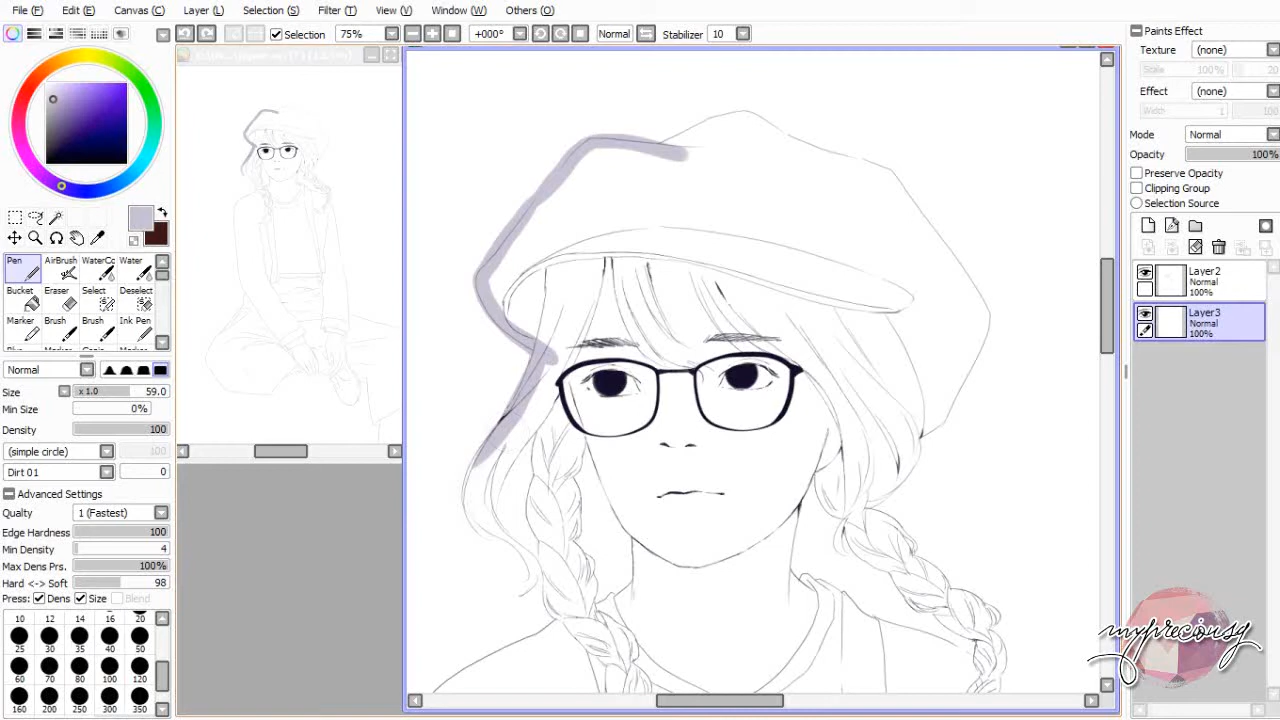 File (F) Edit (E) Canvas (C) Layer (L) Selection (S) Filter (T) View (V) Window (W) Others (O)
Selection 75% +000° Normal Stabilizer 10
Paints Effect
Texture (none)
Scale 100% 20
Effect (none)
Width 1 100
Mode Normal
Opacity 100%
Preserve Opacity
Clipping Group
Selection Source
Layer2
Normal
100%
Layer3
Normal
100%
Pen AirBrush WaterCo Water
Bucket Eraser Select Deselect
Marker Brush Brush Ink Pen
Normal
Size x 1.0 59.0
Min Size 0%
Density 100
(simple circle) 100
Dirt 01 0
Advanced Settings
Qualty 1 (Fastest)
Edge Hardness 100
Min Density 4
Max Dens Prs. 100%
Hard <-> Soft 98
Press: Dens Size Blend
10 12 14 16 20
25 30 35 40 50
60 70 80 100 120
160 200 250 300 350
mypreciousg